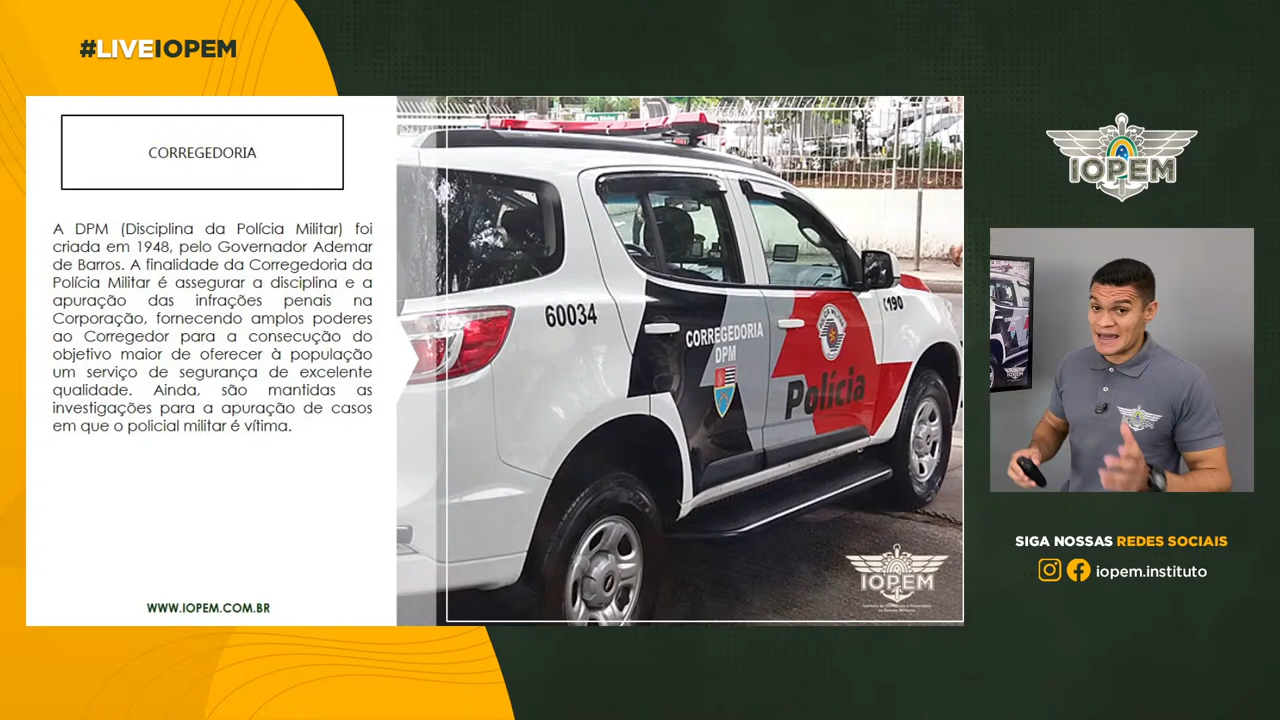 #LIVEIOPEM
CORREGEDORIA
A DPM (Disciplina da Polícia Militar) foi
criada em 1948, pelo Governador Ademar
de Barros. A finalidade da Corregedoria da
Polícia Militar é assegurar a disciplina e a
apuração das infrações penais na
Corporação, fornecendo amplos poderes
ao Corregedor para a consecução do
objetivo maior de oferecer à população
um serviço de segurança de excelente
qualidade. Ainda, são mantidas as
investigações para a apuração de casos
em que o policial militar é vítima.
WWW.IOPEM.COM.BR
60034
CORREGEDORIA
DPM
190
Polícia
IOPEM
IOPEM
SIGA NOSSAS REDES SOCIAIS
iopem.instituto